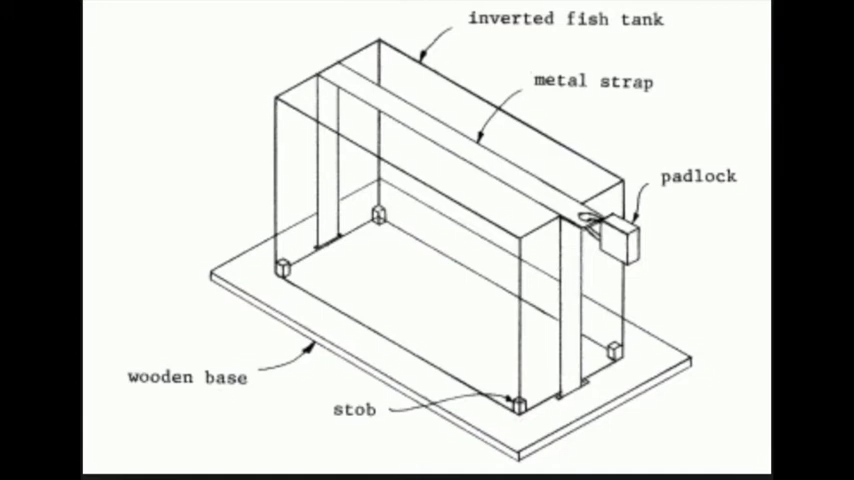 inverted fish tank
metal strap
padlock
wooden base
stob